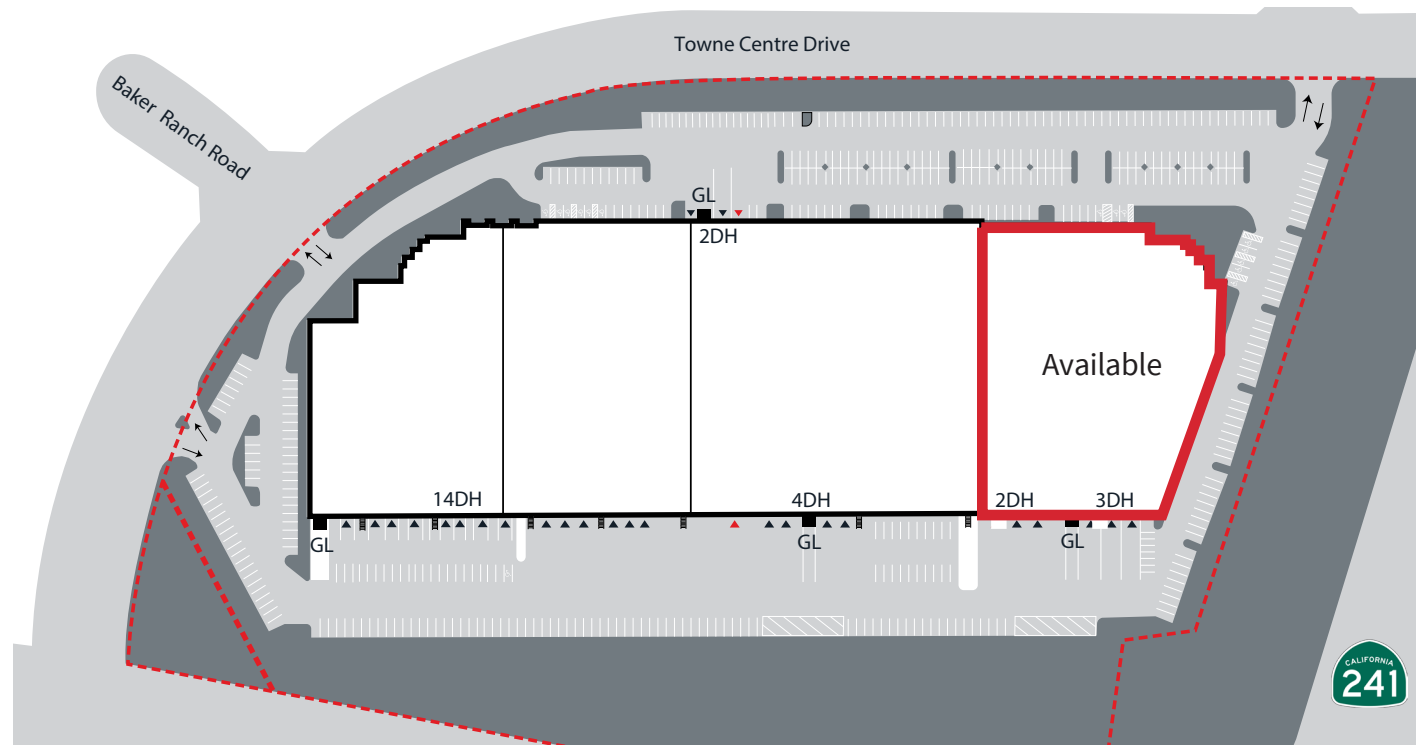 Towne Centre Drive
Baker Ranch Road
GL
2DH
Available
14DH
4DH
2DH
3DH
GL
GL
GL
CALIFORNIA
241